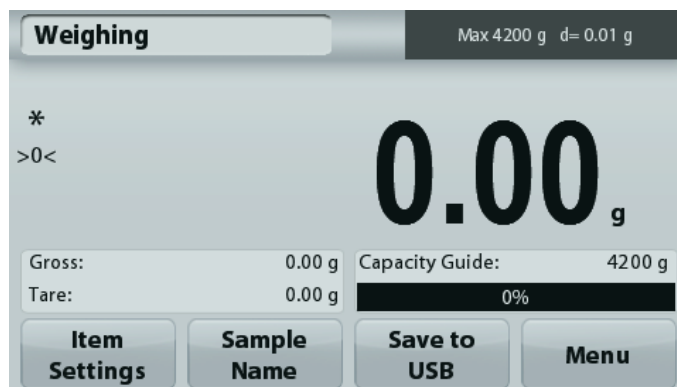 Weighing
Max 4200 g d= 0.01 g
*
>0<
0.00 g
Gross: 0.00 g
Tare: 0.00 g
Capacity Guide: 4200 g
0%
Item Settings
Sample Name
Save to USB
Menu